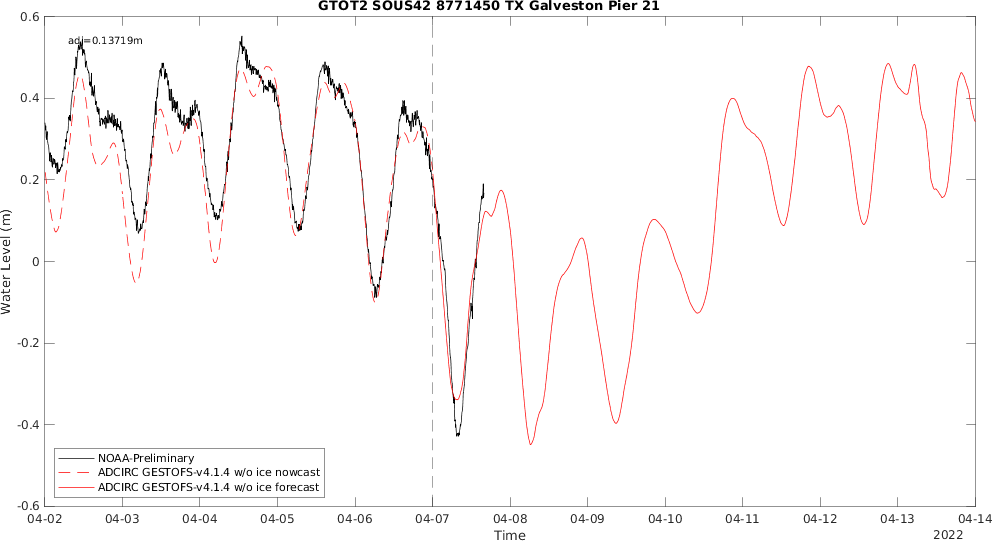 GTOT2 SOUS42 8771450 TX Galveston Pier 21
adj=0.13719m
0.6
0.4
0.2
0
-0.2
-0.4
-0.6
Water Level (m)
NOAA-Preliminary
ADCIRC GESTOFS-v4.1.4 w/o ice nowcast
ADCIRC GESTOFS-v4.1.4 w/o ice forecast
04-02 04-03 04-04 04-05 04-06 04-07 04-08 04-09 04-10 04-11 04-12 04-13 04-14
Time
2022